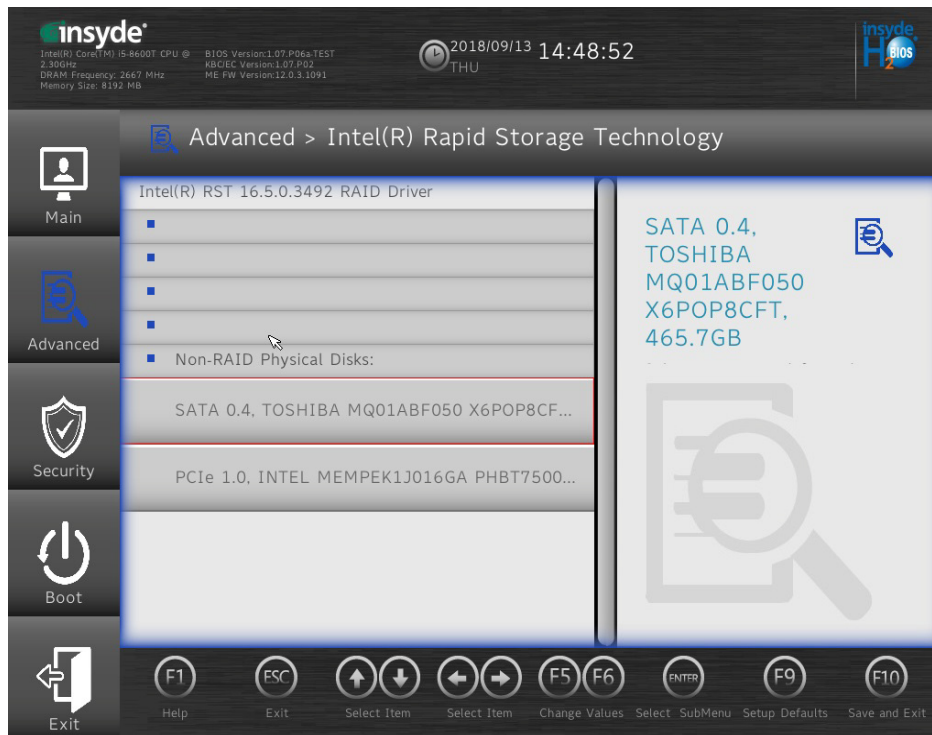 insyde
Intel(R) Core(TM) i5-8600T CPU @
2.30GHz
DRAM Frequency: 2667 MHz
Memory Size: 8192 MB
BIOS Version:1.07.P06a-TEST
KBC/EC Version:1.07.P02
ME FW Version:12.0.3.1091
2018/09/13 14:48:52
THU
insyde
H2O BIOS
Advanced > Intel(R) Rapid Storage Technology
Main
Advanced
Security
Boot
Exit
Intel(R) RST 16.5.0.3492 RAID Driver
Non-RAID Physical Disks:
SATA 0.4, TOSHIBA MQ01ABF050 X6POP8CF...
PCIe 1.0, INTEL MEMPEK1J016GA PHBT7500...
SATA 0.4,
TOSHIBA
MQ01ABF050
X6POP8CFT,
465.7GB
F1
Help
ESC
Exit
Select Item
Select Item
F5 F6
Change Values
ENTER
Select SubMenu
F9
Setup Defaults
F10
Save and Exit